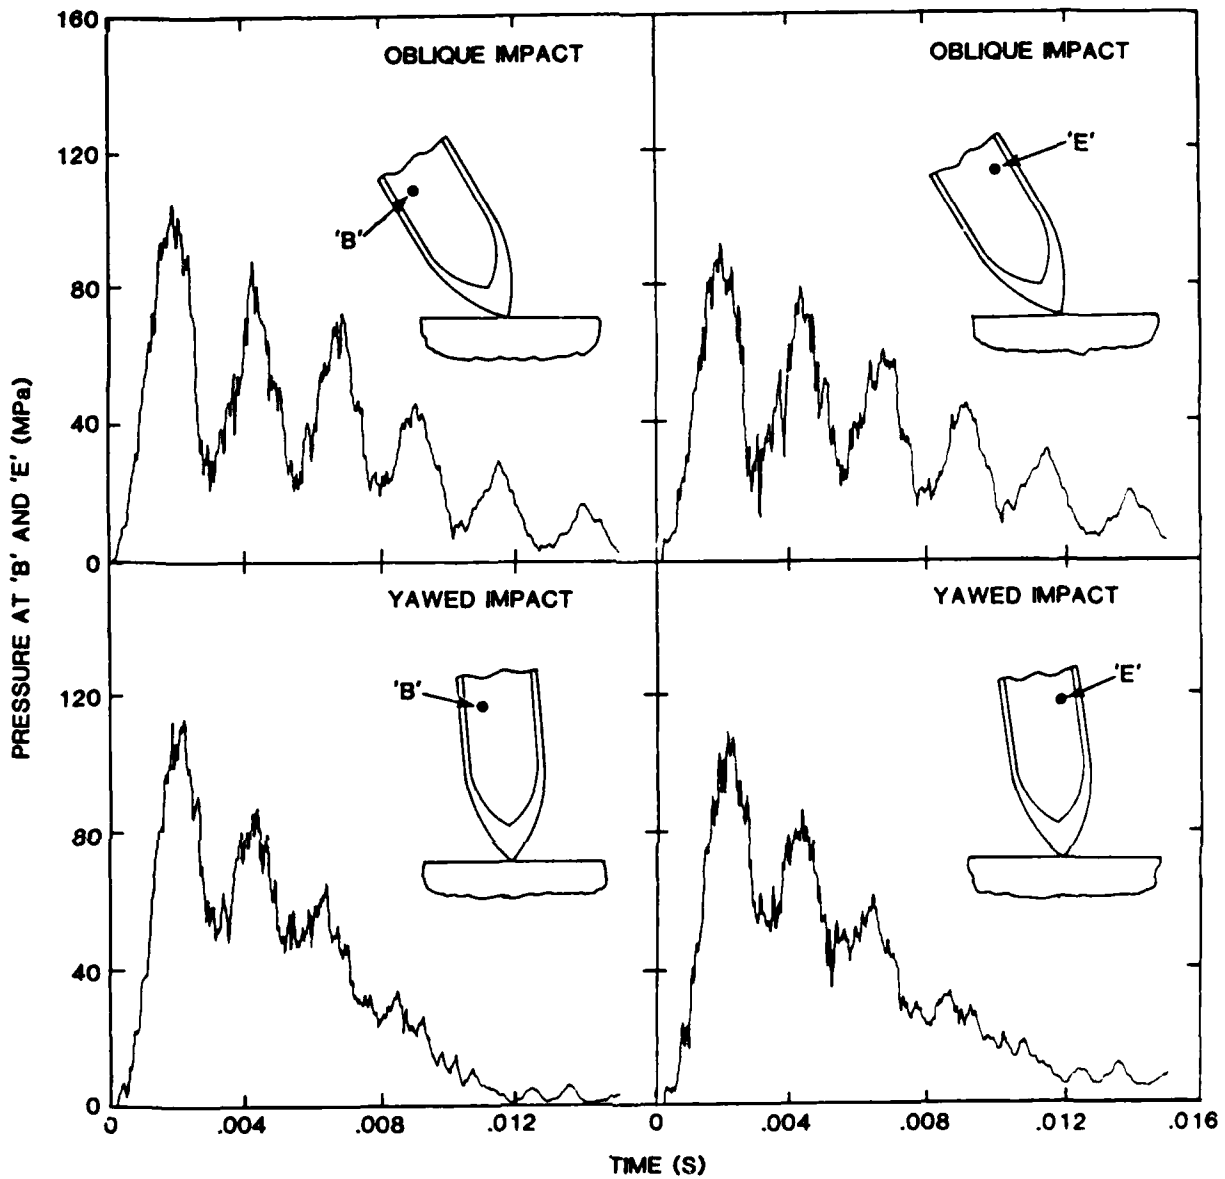 160
120
80
40
0
120
80
40
0
PRESSURE AT 'B' AND 'E' (MPa)
OBLIQUE IMPACT
'B'
OBLIQUE IMPACT
'E'
YAWED IMPACT
'B'
YAWED IMPACT
'E'
0 .004 .008 .012 0 .004 .008 .012 .016
TIME (S)